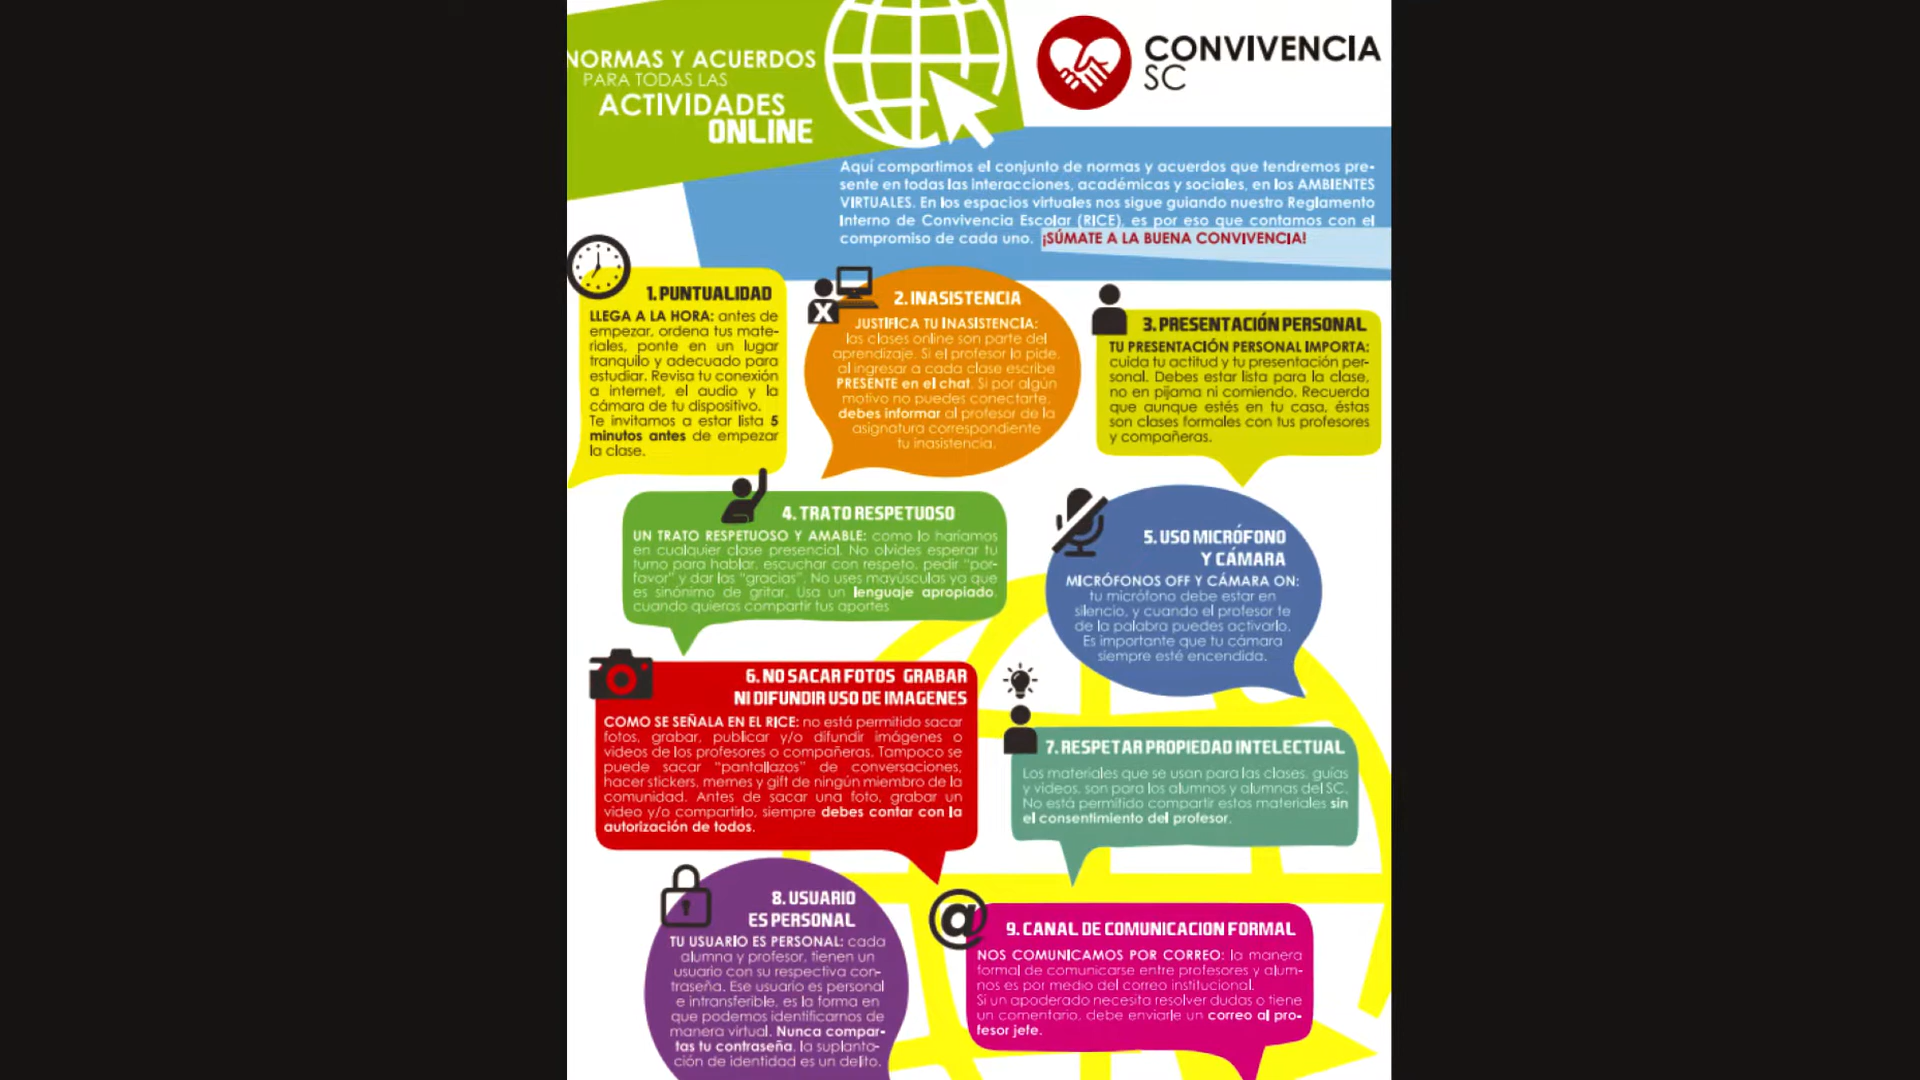 NORMAS Y ACUERDOS
PARA TODAS LAS
ACTIVIDADES
ONLINE
CONVIVENCIA
SC
Aquí compartimos el conjunto de normas y acuerdos que tendremos pre-
sente en todas las interacciones, académicas y sociales, en los AMBIENTES
VIRTUALES. En los espacios virtuales nos sigue guiando nuestro Reglamento
Interno de Convivencia Escolar (RICE), es por eso que contamos con el
compromiso de cada uno. ¡SÚMATE A LA BUENA CONVIVENCIA!
1. PUNTUALIDAD
LLEGA A LA HORA: antes de
empezar, ordena tus mate-
riales, ponte en un lugar
tranquilo y adecuado para
estudiar. Revisa tu conexión
a internet, el audio y la
cámara de tu dispositivo.
Te invitamos a estar lista 5
minutos antes de empezar
la clase.
2. INASISTENCIA
JUSTIFICA TU INASISTENCIA:
las clases online son parte del
aprendizaje. Si el profesor lo pide,
al ingresar a cada clase escribe
PRESENTE en el chat. Si por algún
motivo no puedes conectarte,
debes informar al profesor de la
asignatura correspondiente
tu inasistencia.
3. PRESENTACIÓN PERSONAL
TU PRESENTACIÓN PERSONAL IMPORTA:
cuida tu actitud y tu presentación per-
sonal. Debes estar lista para la clase,
no en pijama ni comiendo. Recuerda
que aunque estés en tu casa, éstas
son clases formales con tus profesores
y compañeras.
4. TRATO RESPETUOSO
UN TRATO RESPETUOSO Y AMABLE: como lo haríamos
en cualquier clase presencial. No olvides esperar tu
turno para hablar, escuchar con respeto, pedir "por-
favor" y dar las "gracias". No uses mayúsculas ya que
es sinónimo de gritar. Usa un lenguaje apropiado,
cuando quieras compartir tus aportes
5. USO MICRÓFONO
Y CÁMARA
MICRÓFONOS OFF Y CÁMARA ON:
tu micrófono debe estar en
silencio, y cuando el profesor te
de la palabra puedes activarlo.
Es importante que tu cámara
siempre esté encendida.
6. NO SACAR FOTOS GRABAR
NI DIFUNDIR USO DE IMAGENES
COMO SE SEÑALA EN EL RICE: no está permitido sacar
fotos, grabar, publicar y/o difundir imágenes o
videos de los profesores o compañeras. Tampoco se
puede sacar "pantallazos" de conversaciones,
hacer stickers, memes y gift de ningún miembro de la
comunidad. Antes de sacar una foto, grabar un
video y/o compartirlo, siempre debes contar con la
autorización de todos.
7. RESPETAR PROPIEDAD INTELECTUAL
Los materiales que se usan para las clases, guías
y videos, son para los alumnos y alumnas del SC.
No está permitido compartir estos materiales sin
el consentimiento del profesor.
8. USUARIO
ES PERSONAL
TU USUARIO ES PERSONAL: cada
alumna y profesor, tienen un
usuario con su respectiva con-
traseña. Ese usuario es personal
e intransferible, es la forma en
que podemos identificarnos de
manera virtual. Nunca compar-
tas tu contraseña, la suplanta-
ción de identidad es un delito.
9. CANAL DE COMUNICACION FORMAL
NOS COMUNICAMOS POR CORREO: la manera
formal de comunicarse entre profesores y alum-
nos es por medio del correo institucional.
Si un apoderado necesita resolver dudas o tiene
un comentario, debe enviarle un correo al pro-
fesor jefe.